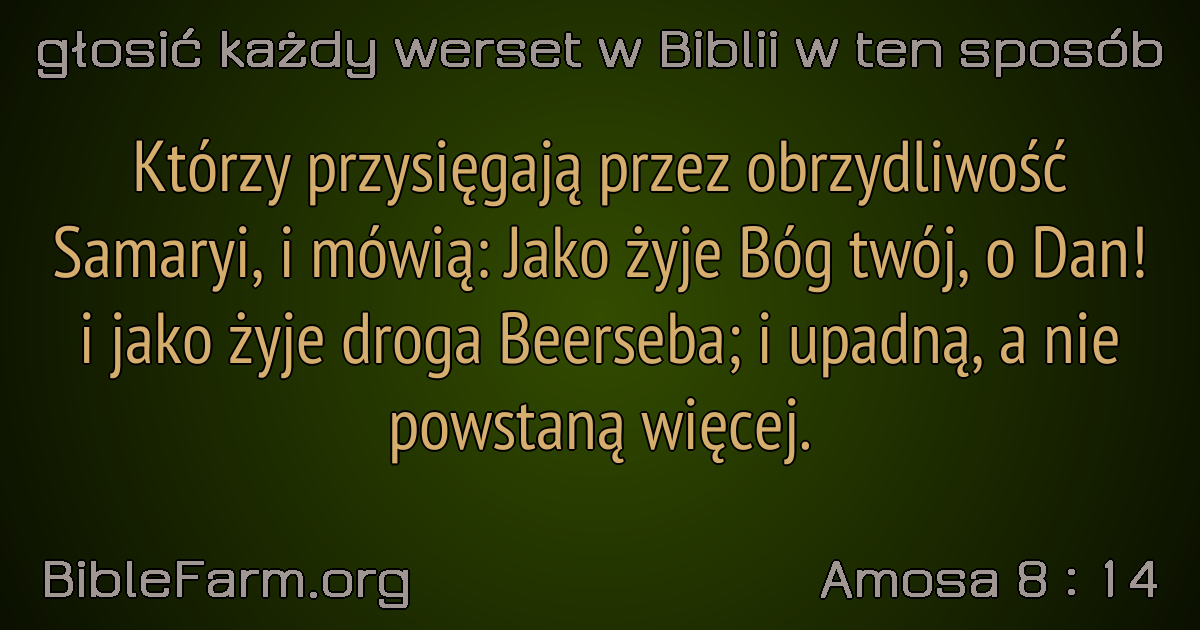 głosić każdy werset w Biblii w ten sposób
Którzy przysięgają przez obrzydliwość
Samaryi, i mówią: Jako żyje Bóg twój, o Dan!
i jako żyje droga Beerseba; i upadną, a nie
powstaną więcej.
BibleFarm.org
Amosa 8 : 14